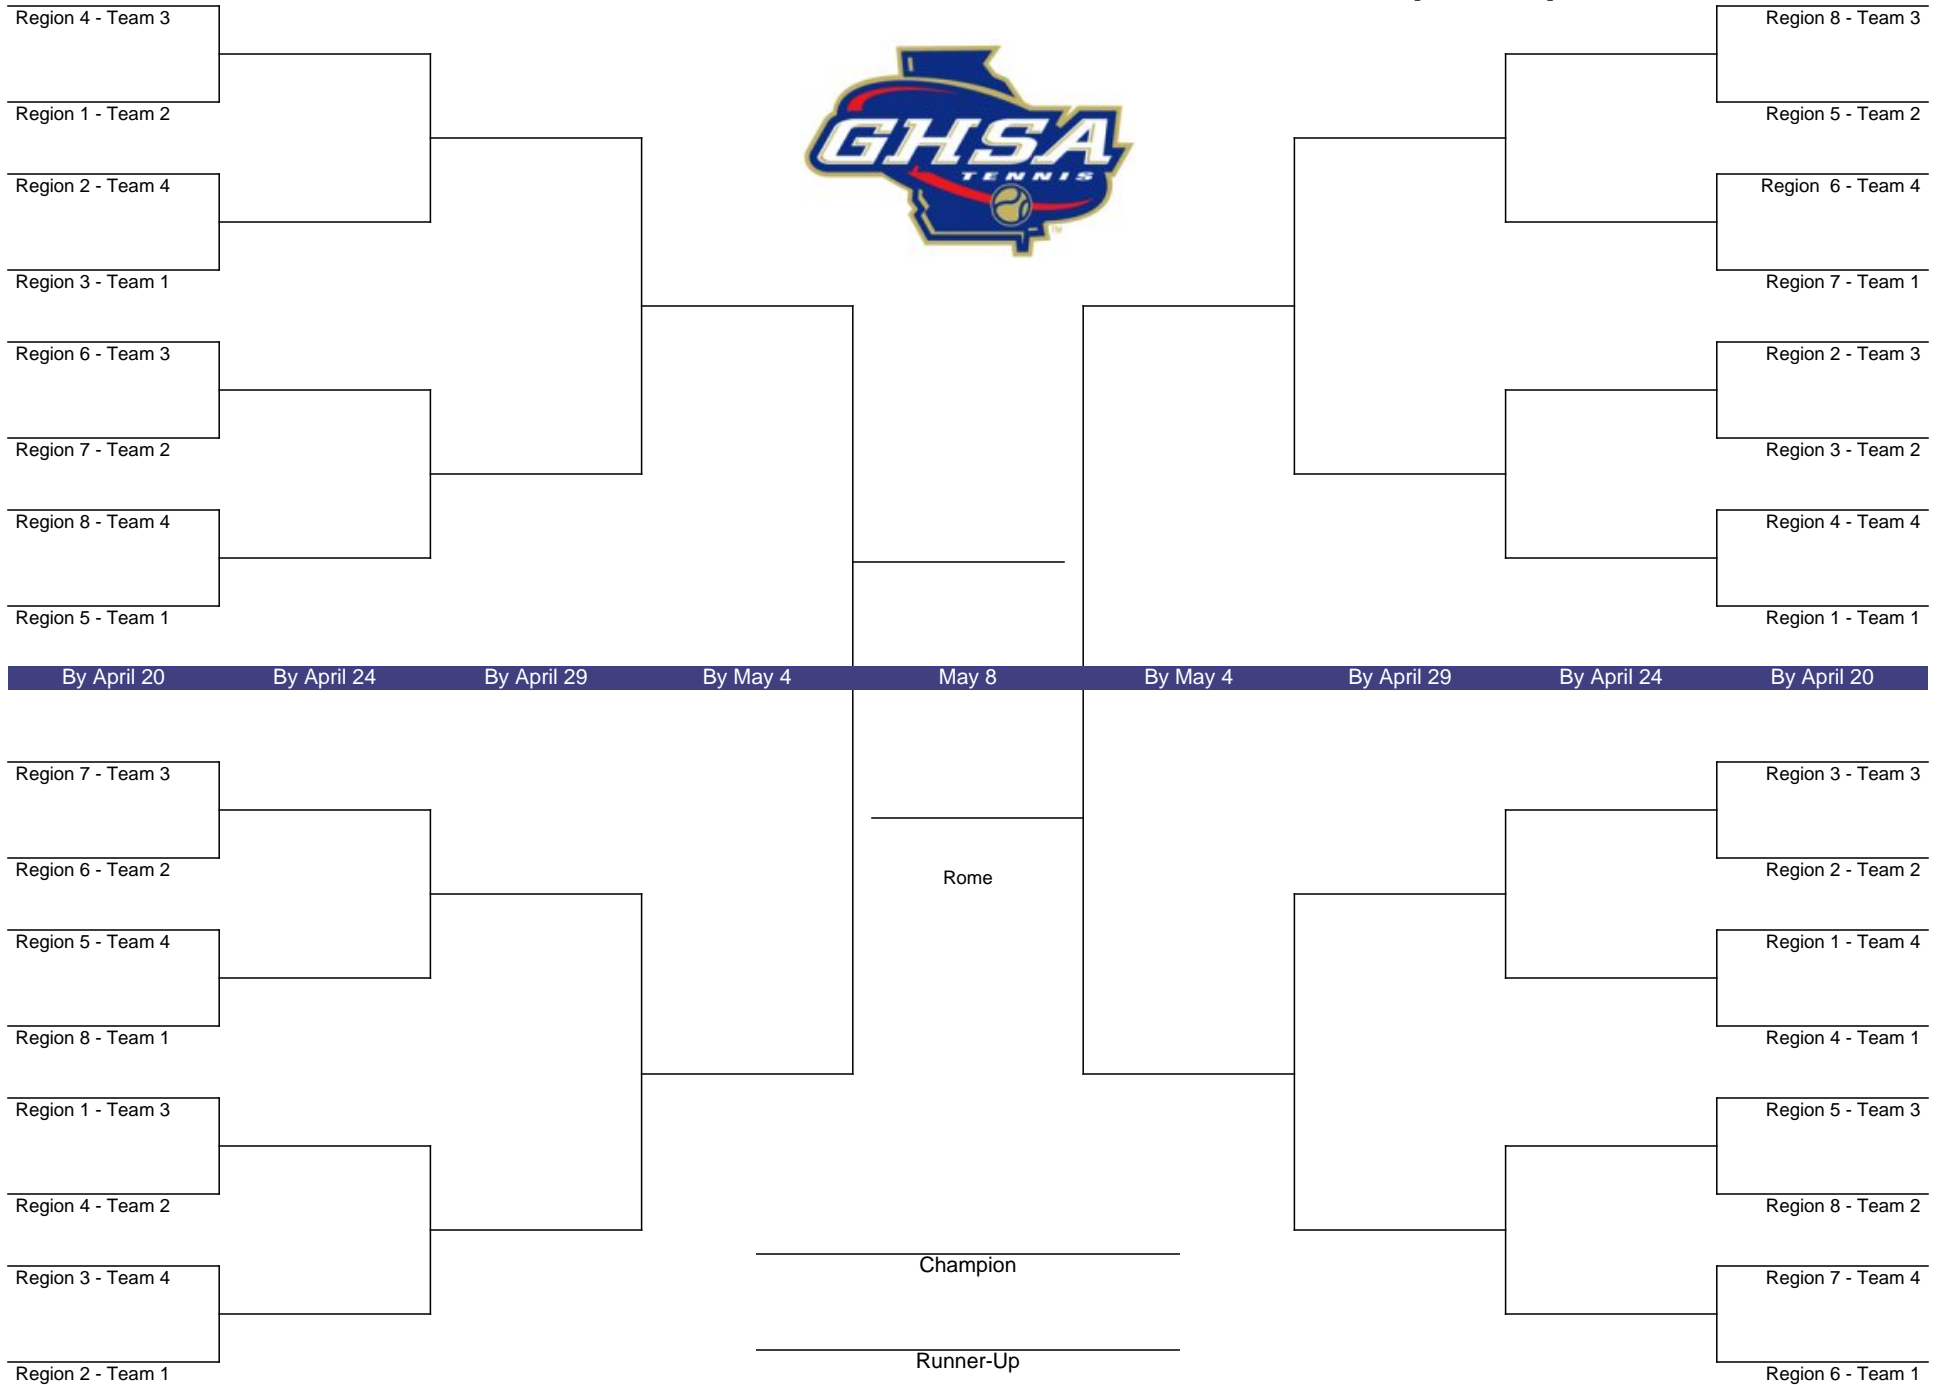 Region 4 - Team 3
Region 1 - Team 2
Region 2 - Team 4
Region 3 - Team 1
Region 6 - Team 3
Region 7 - Team 2
Region 8 - Team 4
Region 5 - Team 1
GHSA
TENNIS
TM
Region 8 - Team 3
Region 5 - Team 2
Region  6 - Team 4
Region 7 - Team 1
Region 2 - Team 3
Region 3 - Team 2
Region 4 - Team 4
Region 1 - Team 1
By April 20 By April 24 By April 29 By May 4 May 8 By May 4 By April 29 By April 24 By April 20
Region 7 - Team 3
Region 6 - Team 2
Region 5 - Team 4
Region 8 - Team 1
Region 1 - Team 3
Region 4 - Team 2
Region 3 - Team 4
Region 2 - Team 1
Rome
Champion
Runner-Up
Region 3 - Team 3
Region 2 - Team 2
Region 1 - Team 4
Region 4 - Team 1
Region 5 - Team 3
Region 8 - Team 2
Region 7 - Team 4
Region 6 - Team 1